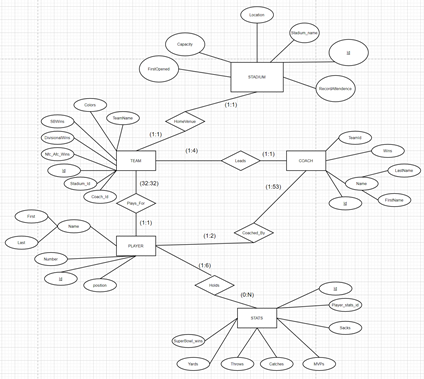 Location
Stadium_name
Capacity
id
FirstOpened
STADIUM
RecordAttendence
(1:1)
Colors
TeamName
HomeVenue
SBWins
(1:1)
DivisionalWins
TEAM
(1:4)
Leads
(1:1)
COACH
TeamId
Wins
LastName
Name
FirstName
id
id
Stadium_Id
Coach_Id
(32:32)
(1:53)
Plays_For
First
Name
(1:1)
Coached_By
Last
PLAYER
(1:2)
Number
id
position
(1:6)
Holds
(0:N)
STATS
id
Player_stats_id
Sacks
SuperBowl_wins
Yards
Throws
Catches
MVPs